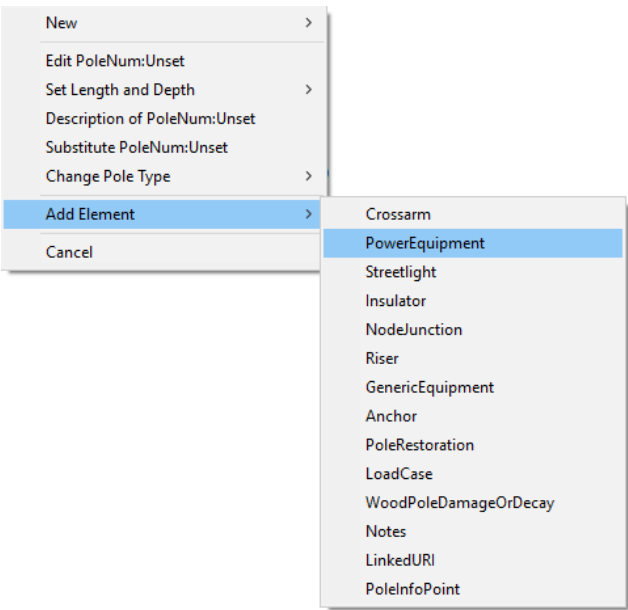 New
Edit PoleNum:Unset
Set Length and Depth
Description of PoleNum:Unset
Substitute PoleNum:Unset
Change Pole Type
Add Element
Cancel
Crossarm
PowerEquipment
Streetlight
Insulator
NodeJunction
Riser
GenericEquipment
Anchor
PoleRestoration
LoadCase
WoodPoleDamageOrDecay
Notes
LinkedURI
PoleInfoPoint